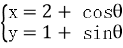 x = 2 + cosθ
y = 1 + sinθ